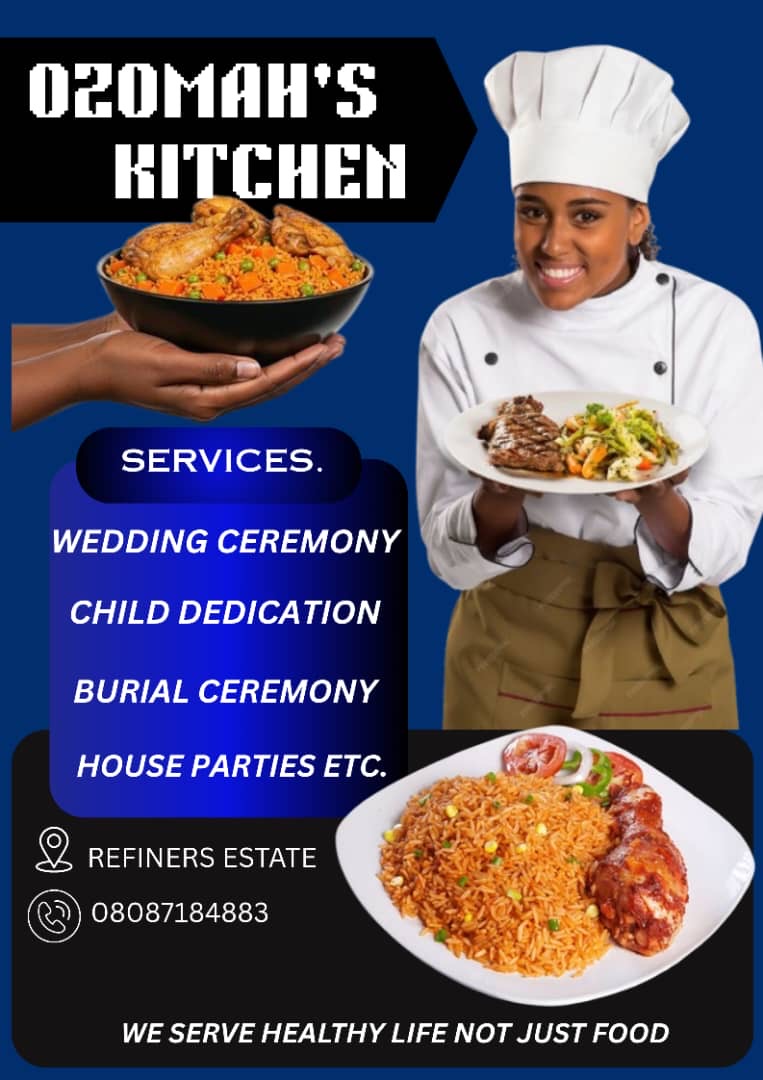 OZOMAH'S
KITCHEN
SERVICES.
WEDDING CEREMONY
CHILD DEDICATION
BURIAL CEREMONY
HOUSE PARTIES ETC.
REFINERS ESTATE
08087184883
WE SERVE HEALTHY LIFE NOT JUST FOOD